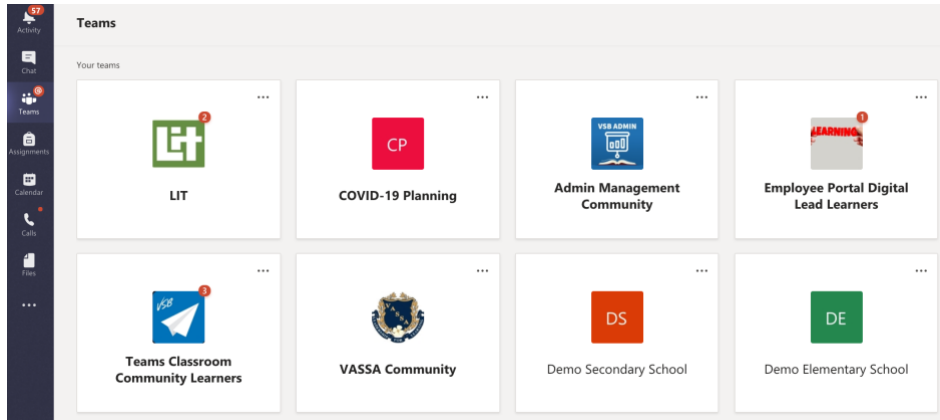 57
Activity
Chat
@
Teams
Assignments
Calendar
Calls
Files
Teams
Your teams
2
Lit
LIT
CP
COVID-19 Planning
VSB ADMIN
Admin Management
Community
1
LEARNING
Employee Portal Digital
Lead Learners
3
VSB
Teams Classroom
Community Learners
VASSA
VASSA Community
DS
Demo Secondary School
DE
Demo Elementary School